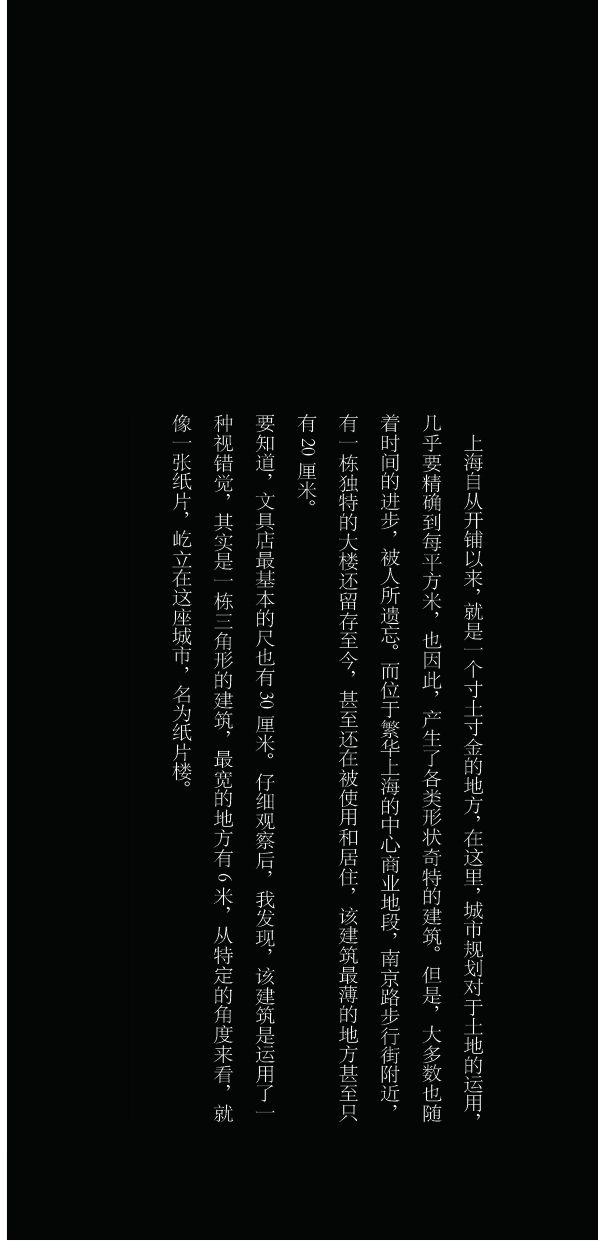 上海自从开铺以来，就是一个寸土寸金的地方，在这里，城市规划对于土地的运用，
几乎要精确到每平方米，也因此，产生了各类形状奇特的建筑。但是，大多数也随
着时间的进步，被人所遗忘。而位于繁华上海的中心商业地段，南京路步行街附近，
有一栋独特的大楼还留存至今，甚至还在被使用和居住，该建筑最薄的地方甚至只
有 20 厘米。
要知道，文具店最基本的尺也有 30 厘米。仔细观察后，我发现，该建筑是运用了一
种视错觉，其实是一栋三角形的建筑，最宽的地方有 6 米，从特定的角度来看，就
像一张纸片，屹立在这座城市，名为纸片楼。